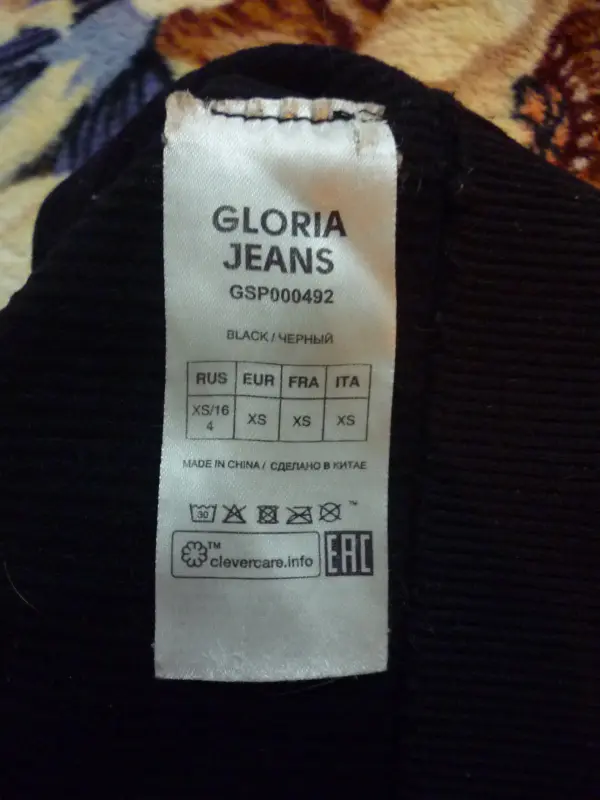 GLORIA
JEANS
GSP000492
BLACK / ЧЕРНЫЙ
RUS EUR FRA ITA
XS/16
4 XS XS XS
MADE IN CHINA / СДЕЛАНО В КИТАЕ
30
™
™
clevercare.info EAC